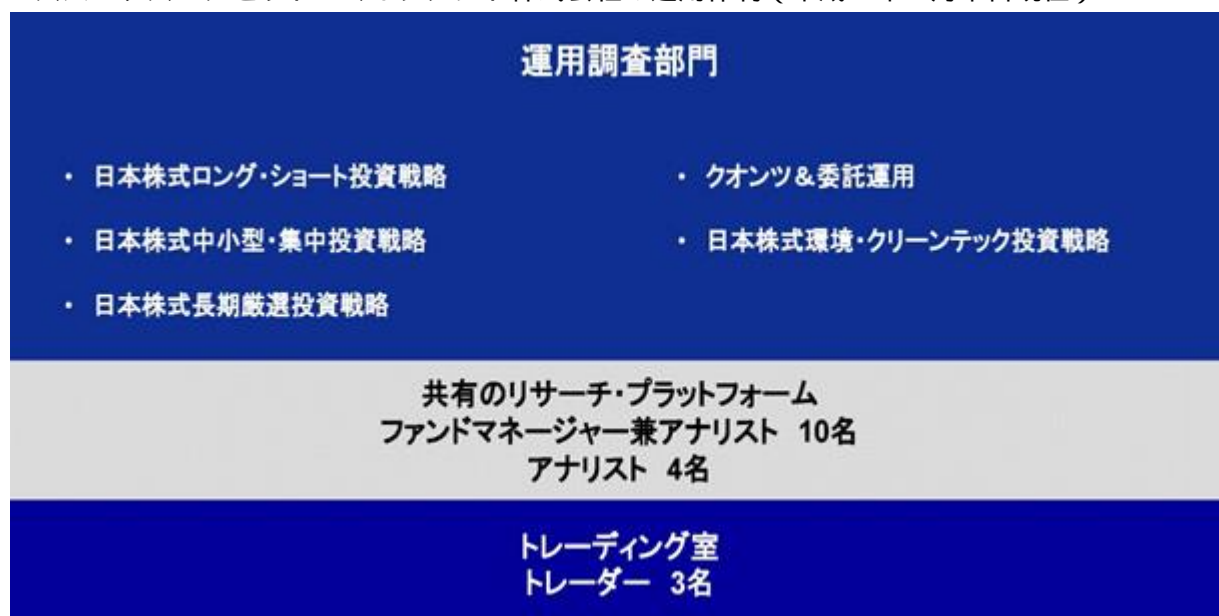 運用調査部門
・ 日本株式ロング・ショート投資戦略
・ クオンツ&委託運用
・ 日本株式中小型・集中投資戦略
・ 日本株式環境・クリーンテック投資戦略
・ 日本株式長期厳選投資戦略
共有のリサーチ・プラットフォーム
ファンドマネージャー兼アナリスト 10名
アナリスト 4名
トレーディング室
トレーダー 3名